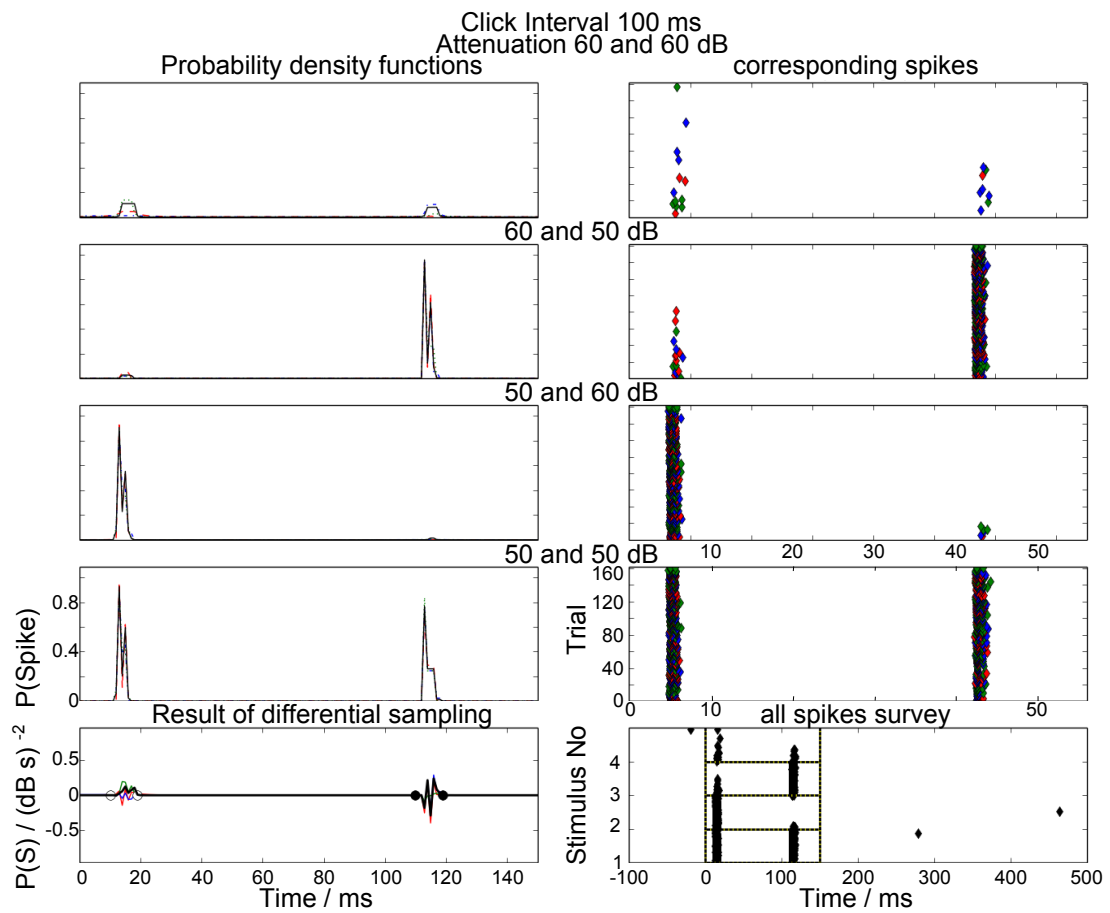 Click Interval 100 ms
Attenuation 60 and 60 dB
Probability density functions
corresponding spikes
60 and 50 dB
50 and 60 dB
10 20 30 40 50
50 and 50 dB
P(Spike)
0.8
0.4
0
Trial
160
120
80
40
0
0 10 20 30 40 50
Result of differential sampling
all spikes survey
P(S) / (dB s) -2
0.5
0
-0.5
0 20 40 60 80 100 120 140
Time / ms
Stimulus No
4
3
2
1
-100 0 100 200 300 400 500
Time / ms